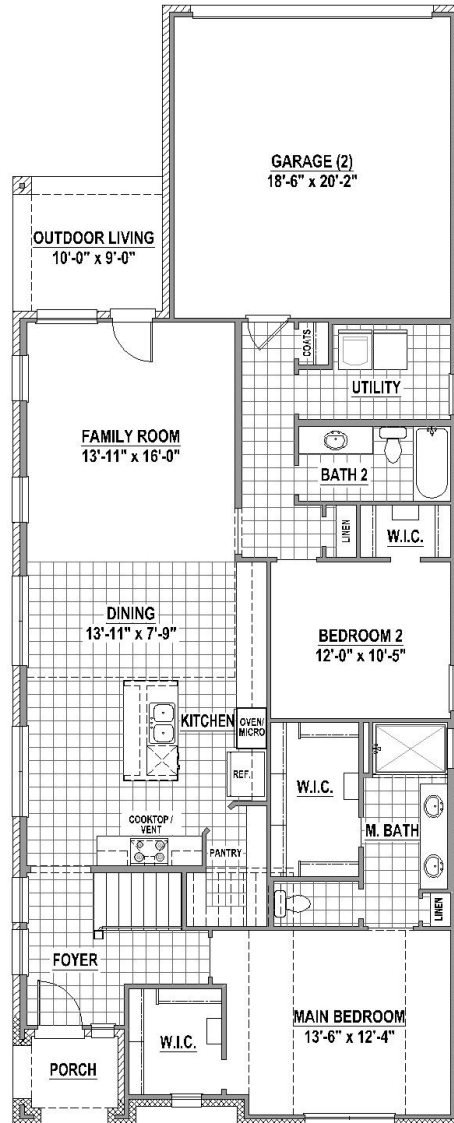 GARAGE (2)
18'-6" x 20'-2"
OUTDOOR LIVING
10'-0" x 9'-0"
COATS
UTILITY
FAMILY ROOM
13'-11" x 16'-0"
BATH 2
LINEN
W.I.C.
DINING
13'-11" x 7'-9"
BEDROOM 2
12'-0" x 10'-5"
KITCHEN
OVEN/
MICRO
REF.
W.I.C.
COOKTOP /
VENT
M. BATH
PANTRY
LINEN
FOYER
MAIN BEDROOM
13'-6" x 12'-4"
W.I.C.
PORCH